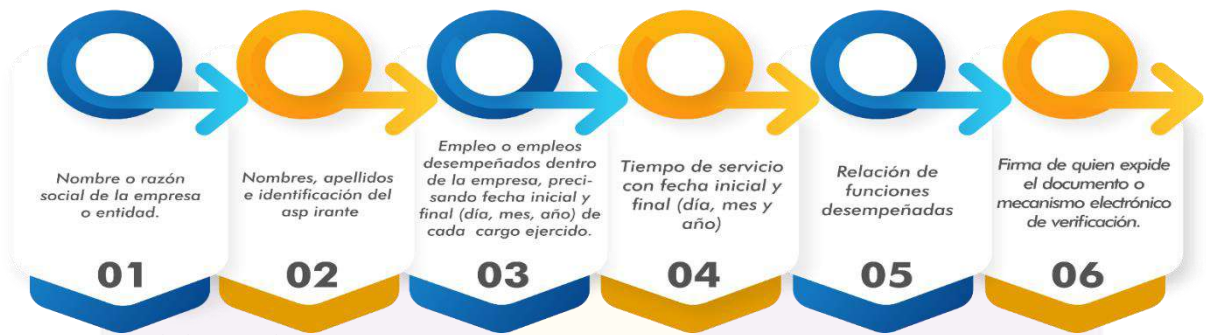 Nombre o razón
social de la empresa
o entidad.
01
Nombres, apellidos
e identificación del
asp irante
02
Empleo o empleos
desempeñados dentro
de la empresa, preci-
sando fecha inicial y
final (día, mes, año) de
cada cargo ejercido.
03
Tiempo de servicio
con fecha inicial y
final (día, mes y
año)
04
Relación de
funciones
desempeñadas
05
Firma de quien expide
el documento o
mecanismo electrónico
de verificación.
06